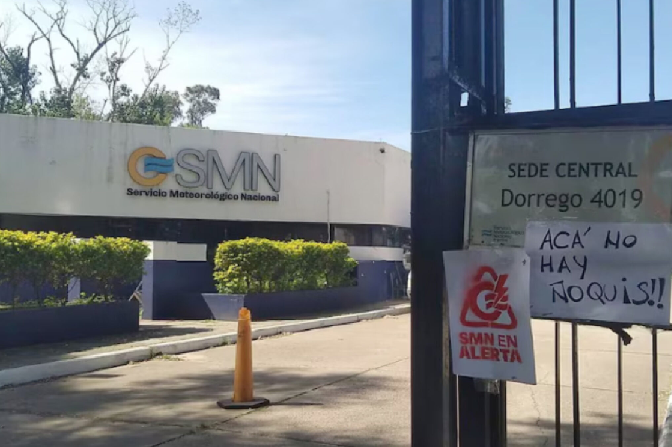 SMN
Servicio Meteorológico Nacional
SEDE CENTRAL
Dorrego 4019
ACÁ NO
HAY
ÑOQUIS!!
SMN EN
ALERTA